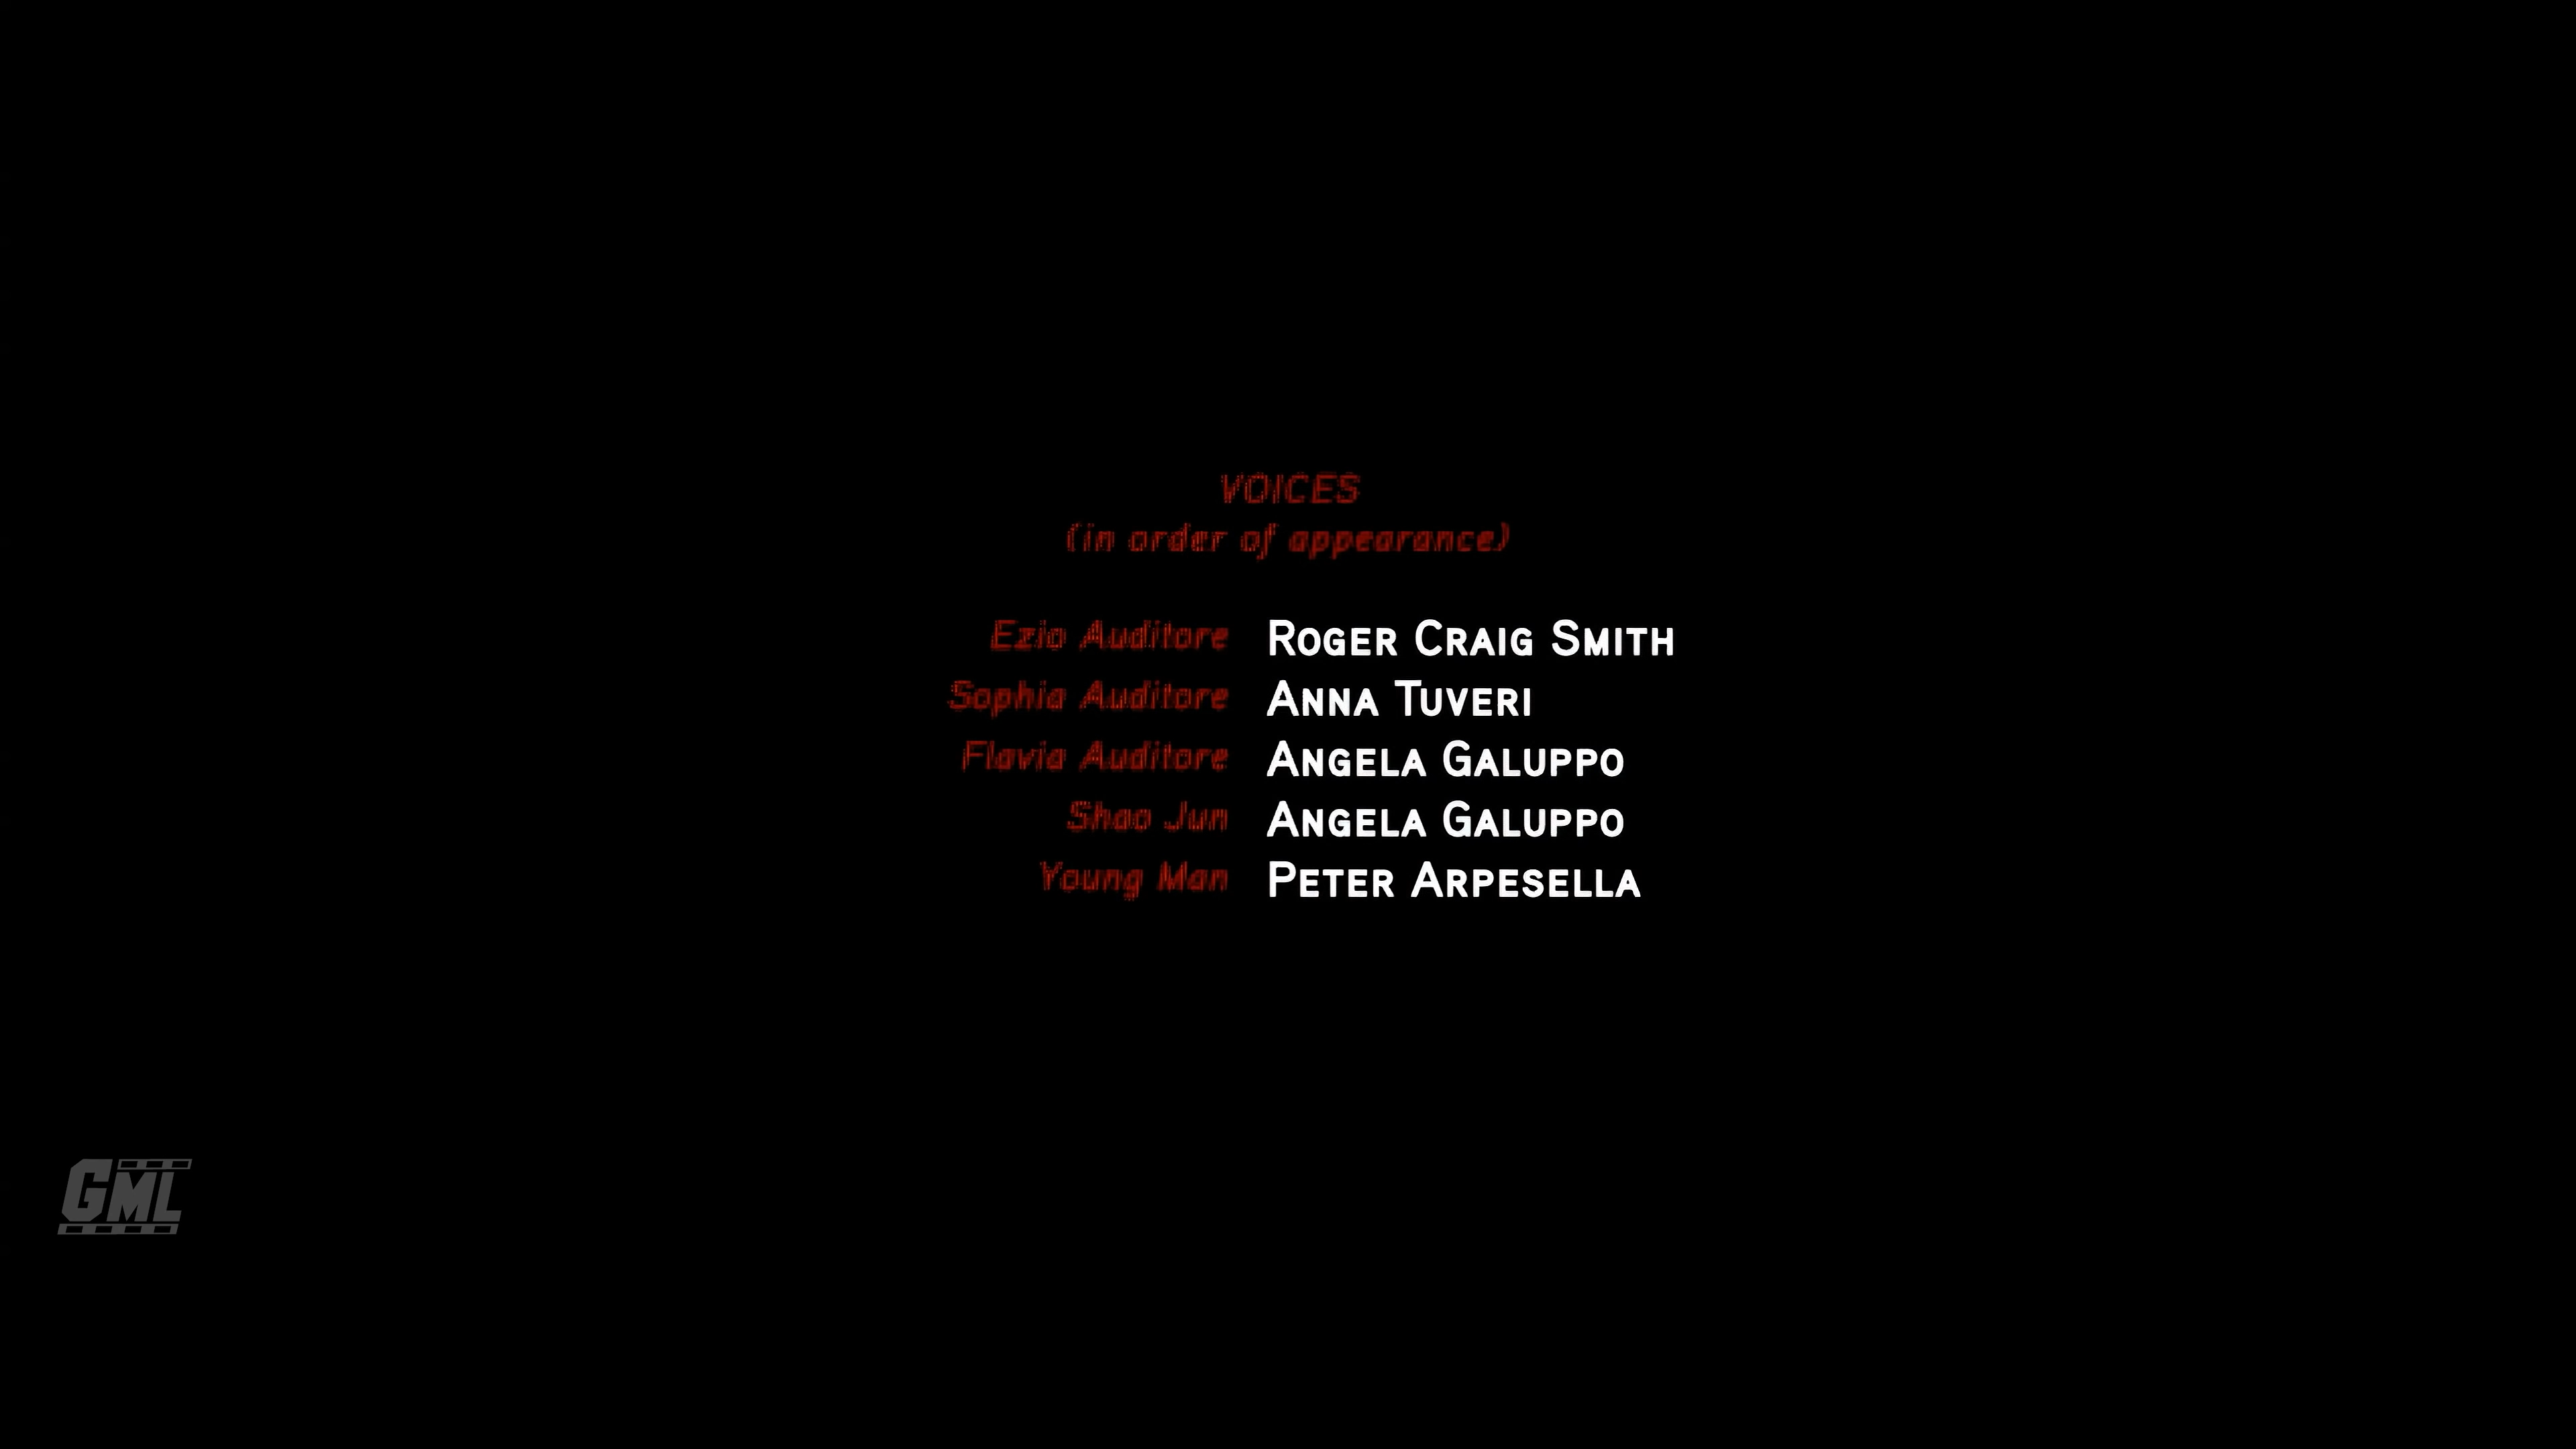 VOICES
(in order of appearance)
Ezio Auditore ROGER CRAIG SMITH
Sophia Auditore ANNA TUVERI
Flavia Auditore ANGELA GALUPPO
Shao Jun ANGELA GALUPPO
Young Man PETER ARPESELLA
GML